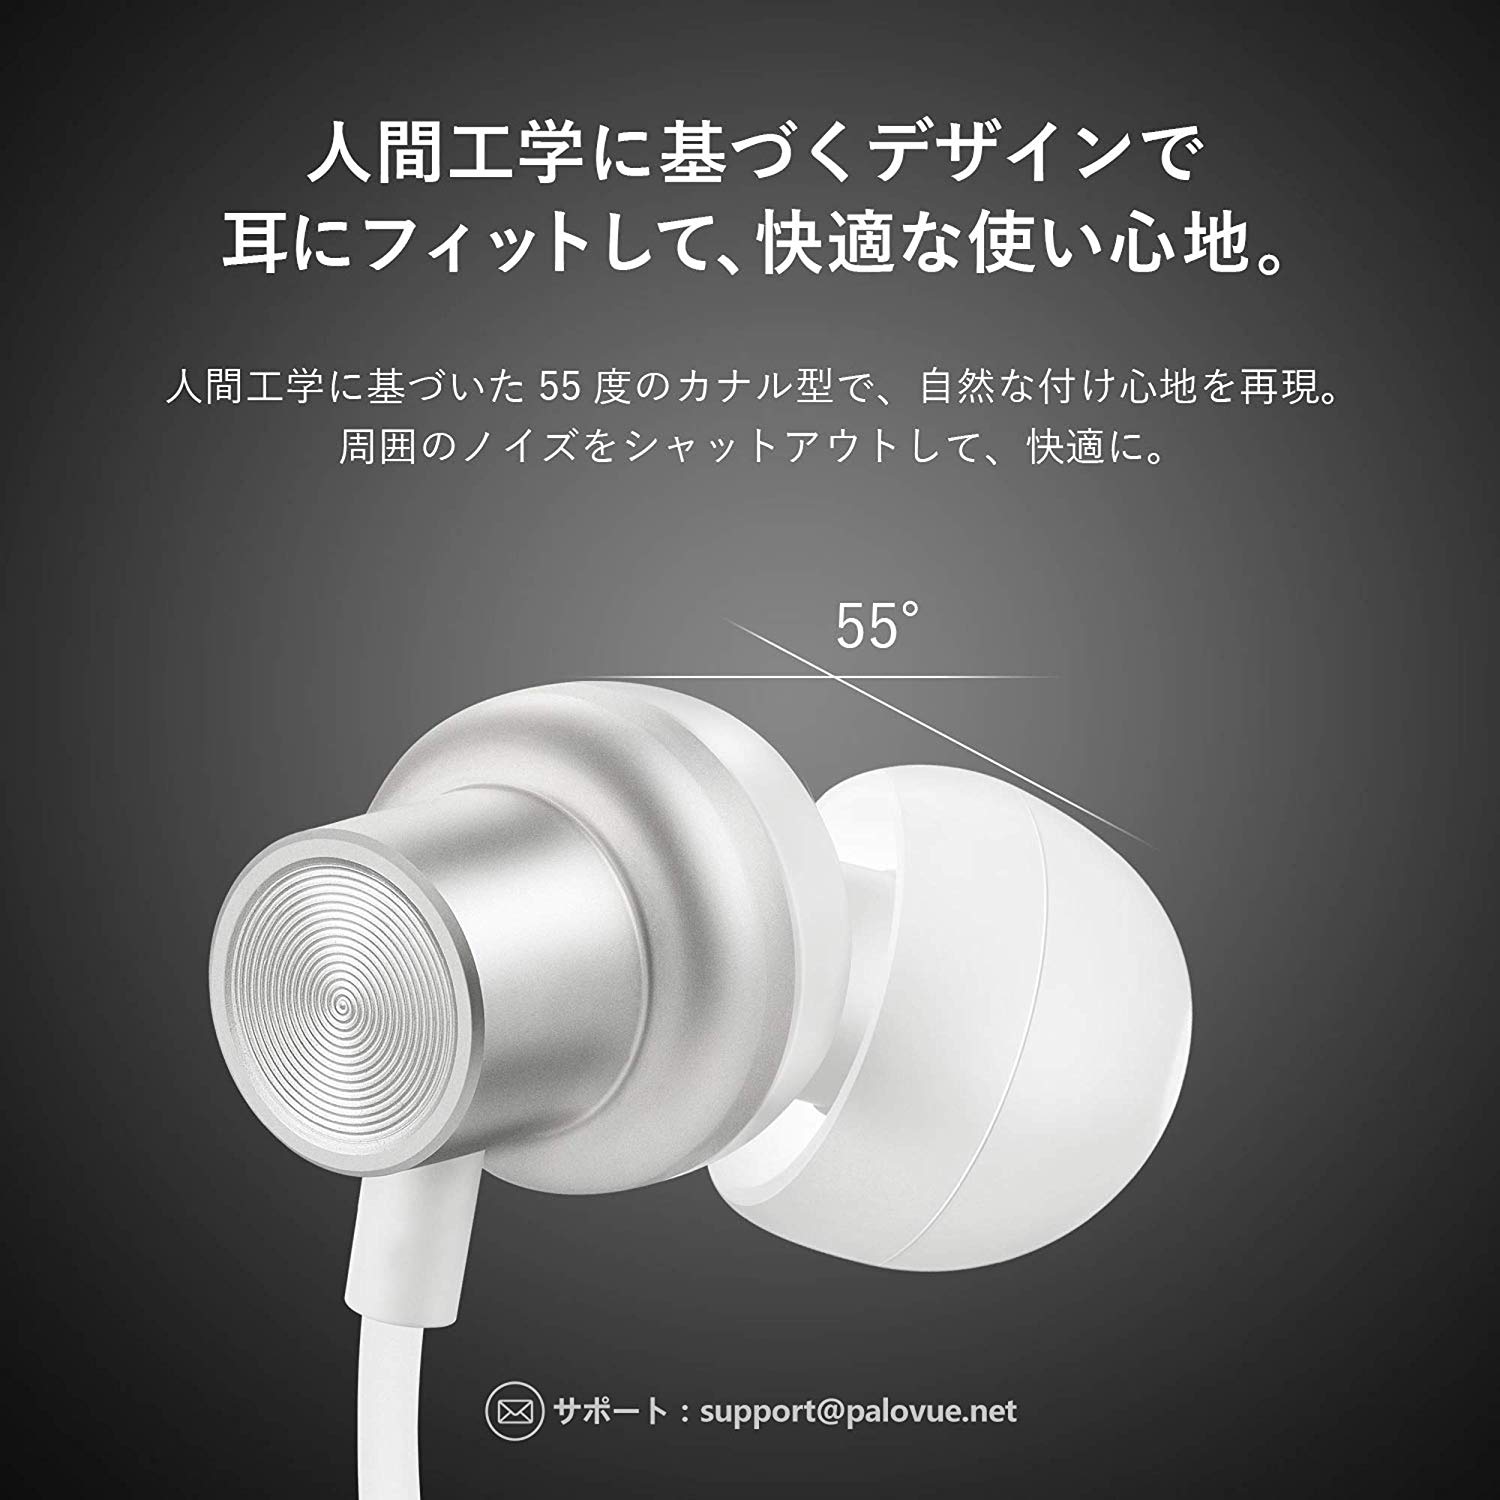 人間工学に基づくデザインで
耳にフィットして、快適な使い心地。
人間工学に基づいた 55 度のカナル型で、自然な付け心地を再現。
周囲のノイズをシャットアウトして、快適に。
55°
サポート：support@palovue.net